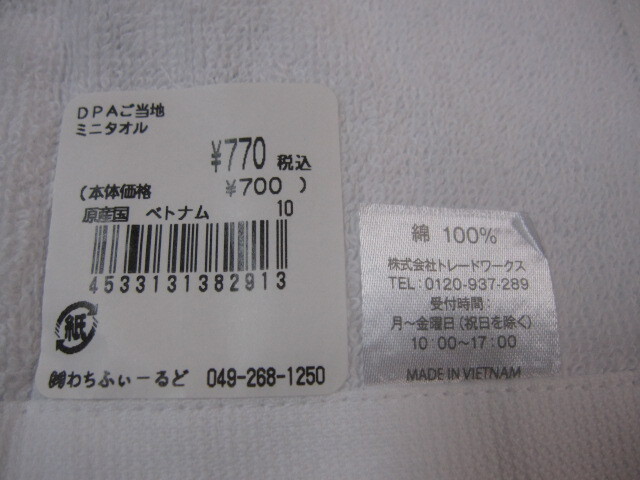 DPAご当地
ミニタオル
¥770 税込
(本体価格 ¥700 )
原産国 ベトナム 10
4533131382913
紙
㈱わちふぃーるど 049-268-1250
綿 100%
株式会社トレードワークス
TEL:0120-937-289
受付時間:
月〜金曜日(祝日を除く)
10:00〜17:00
MADE IN VIETNAM